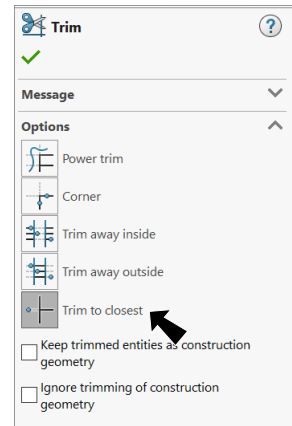 Trim
?
Message
Options
Power trim
Corner
Trim away inside
Trim away outside
Trim to closest
Keep trimmed entities as construction
geometry
Ignore trimming of construction
geometry